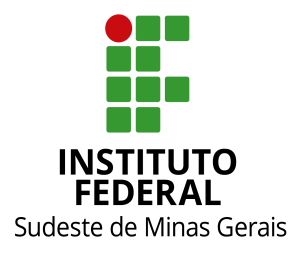 INSTITUTO
FEDERAL
Sudeste de Minas Gerais